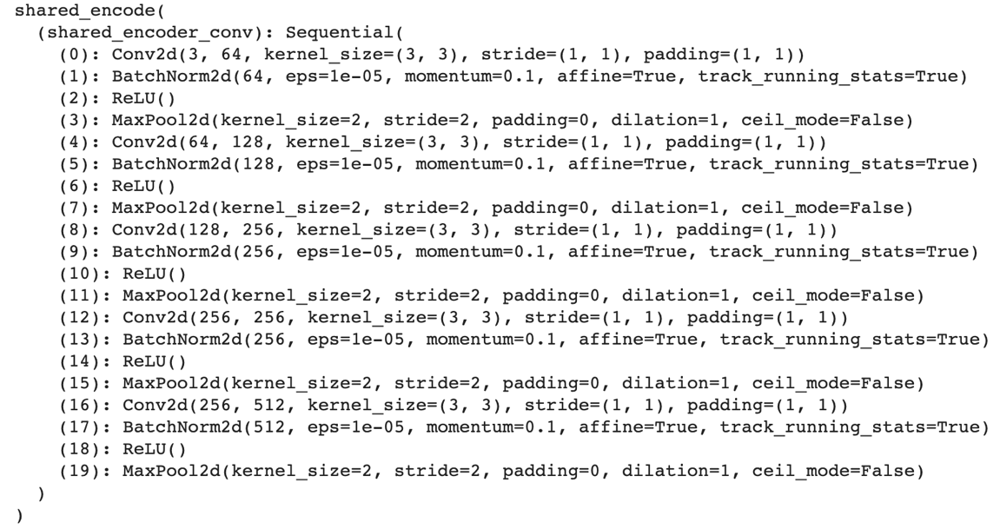 shared_encode(
  (shared_encoder_conv): Sequential(
    (0): Conv2d(3, 64, kernel_size=(3, 3), stride=(1, 1), padding=(1, 1))
    (1): BatchNorm2d(64, eps=1e-05, momentum=0.1, affine=True, track_running_stats=True)
    (2): ReLU()
    (3): MaxPool2d(kernel_size=2, stride=2, padding=0, dilation=1, ceil_mode=False)
    (4): Conv2d(64, 128, kernel_size=(3, 3), stride=(1, 1), padding=(1, 1))
    (5): BatchNorm2d(128, eps=1e-05, momentum=0.1, affine=True, track_running_stats=True)
    (6): ReLU()
    (7): MaxPool2d(kernel_size=2, stride=2, padding=0, dilation=1, ceil_mode=False)
    (8): Conv2d(128, 256, kernel_size=(3, 3), stride=(1, 1), padding=(1, 1))
    (9): BatchNorm2d(256, eps=1e-05, momentum=0.1, affine=True, track_running_stats=True)
    (10): ReLU()
    (11): MaxPool2d(kernel_size=2, stride=2, padding=0, dilation=1, ceil_mode=False)
    (12): Conv2d(256, 256, kernel_size=(3, 3), stride=(1, 1), padding=(1, 1))
    (13): BatchNorm2d(256, eps=1e-05, momentum=0.1, affine=True, track_running_stats=True)
    (14): ReLU()
    (15): MaxPool2d(kernel_size=2, stride=2, padding=0, dilation=1, ceil_mode=False)
    (16): Conv2d(256, 512, kernel_size=(3, 3), stride=(1, 1), padding=(1, 1))
    (17): BatchNorm2d(512, eps=1e-05, momentum=0.1, affine=True, track_running_stats=True)
    (18): ReLU()
    (19): MaxPool2d(kernel_size=2, stride=2, padding=0, dilation=1, ceil_mode=False)
  )
)